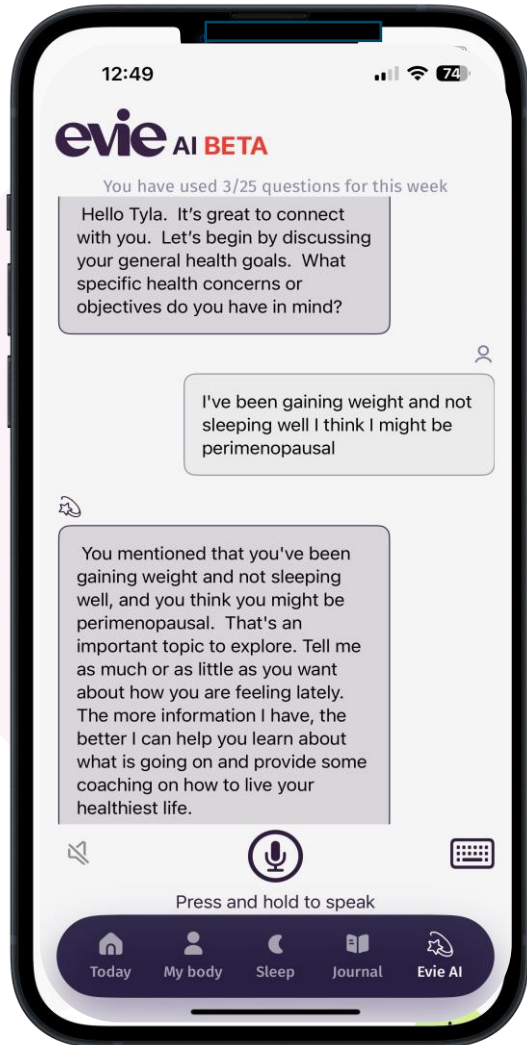 12:49
74
evie AI BETA
You have used 3/25 questions for this week
Hello Tyla. It's great to connect
with you. Let's begin by discussing
your general health goals. What
specific health concerns or
objectives do you have in mind?
I've been gaining weight and not
sleeping well I think I might be
perimenopausal
You mentioned that you've been
gaining weight and not sleeping
well, and you think you might be
perimenopausal. That's an
important topic to explore. Tell me
as much or as little as you want
about how you are feeling lately.
The more information I have, the
better I can help you learn about
what is going on and provide some
coaching on how to live your
healthiest life.
Press and hold to speak
Today My body Sleep Journal Evie AI